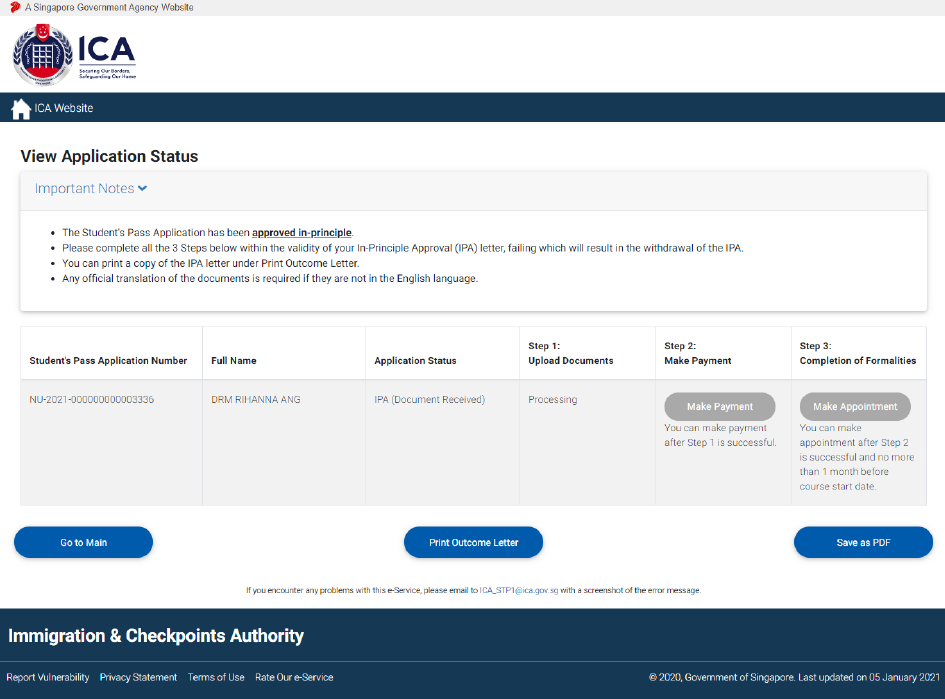 A Singapore Government Agency Website
ICA
Securing Our Borders,
Safeguarding Our Home
ICA Website
View Application Status
Important Notes
• The Student's Pass Application has been approved in-principle.
• Please complete all the 3 Steps below within the validity of your In-Principle Approval (IPA) letter, failing which will result in the withdrawal of the IPA.
• You can print a copy of the IPA letter under Print Outcome Letter.
• Any official translation of the documents is required if they are not in the English language.
Student's Pass Application Number
Full Name
Application Status
Step 1:
Upload Documents
Step 2:
Make Payment
Step 3:
Completion of Formalities
NU-2021-000000000003336
DRM RIHANNA ANG
IPA (Document Received)
Processing
Make Payment
You can make payment
after Step 1 is successful.
Make Appointment
You can make
appointment after Step 2
is successful and no more
than 1 month before
course start date.
Go to Main
Print Outcome Letter
Save as PDF
If you encounter any problems with this e-Service, please email to ICA_STP1@ica.gov.sg with a screenshot of the error message.
Immigration & Checkpoints Authority
Report Vulnerability Privacy Statement Terms of Use Rate Our e-Service
© 2020, Government of Singapore. Last updated on 05 January 2021